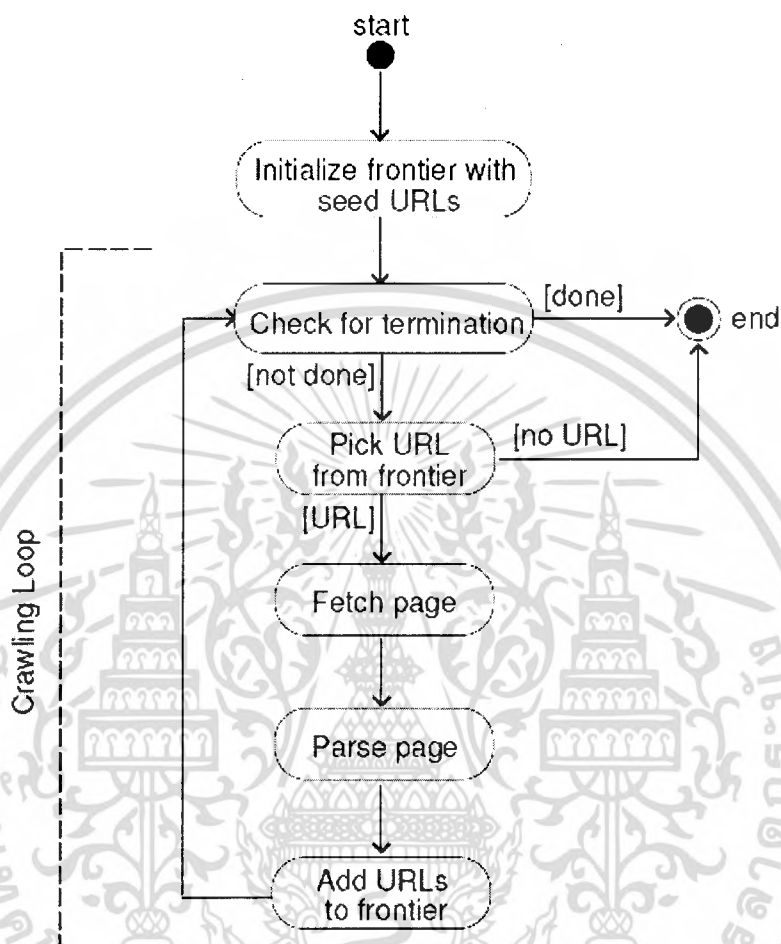 start
Initialize frontier with
seed URLs
Check for termination
[done]
end
[not done]
Pick URL
from frontier
[no URL]
[URL]
Fetch page
Crawling Loop
Parse page
Add URLs
to frontier